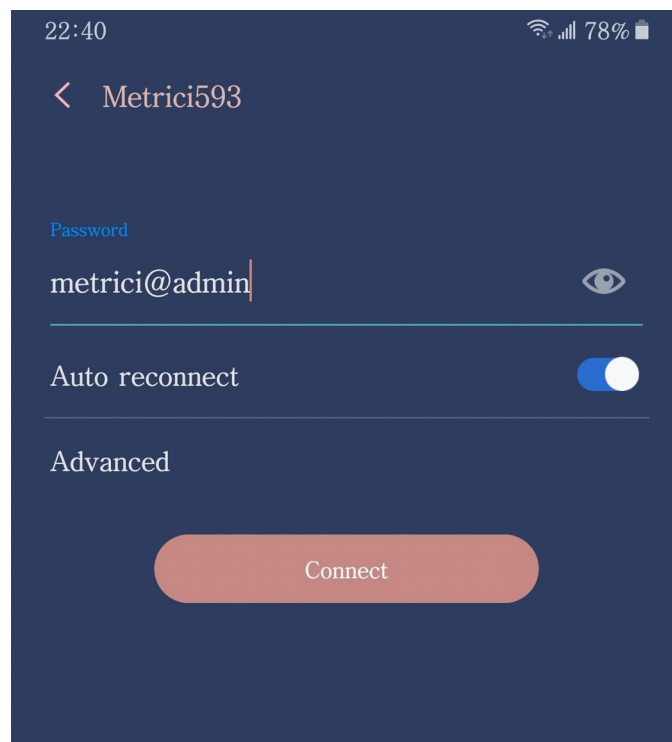 22:40 78%
Metrici593
Password
metrici@admin
Auto reconnect
Advanced
Connect